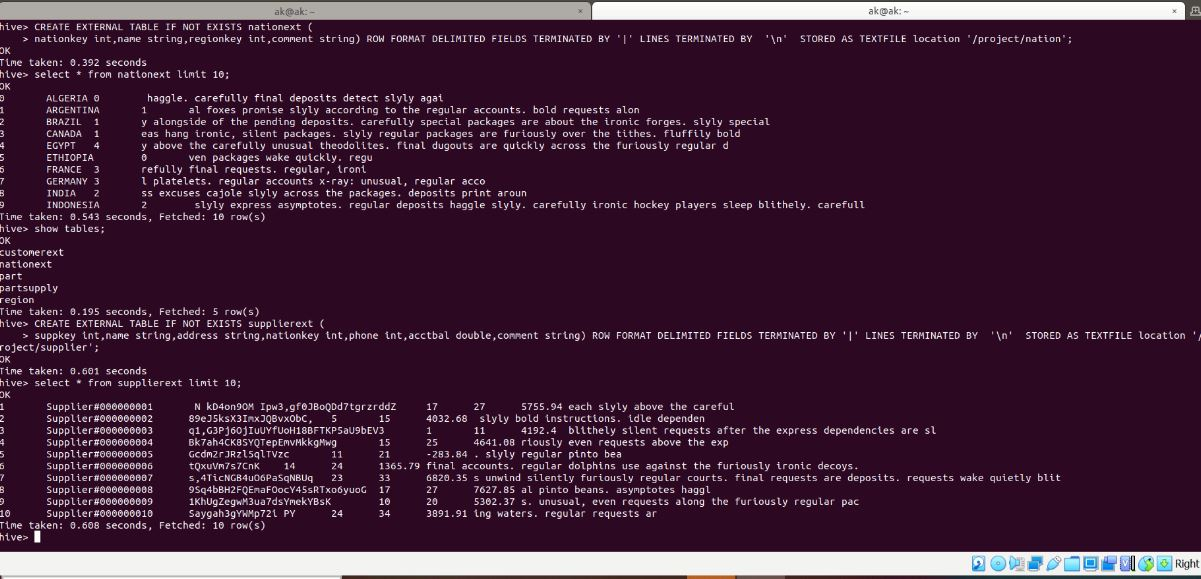 ak@ak: ~ × ak@ak: ~ ×
hive> CREATE EXTERNAL TABLE IF NOT EXISTS nationext (
> nationkey int,name string,regionkey int,comment string) ROW FORMAT DELIMITED FIELDS TERMINATED BY '|' LINES TERMINATED BY '\n' STORED AS TEXTFILE location '/project/nation';
OK
Time taken: 0.392 seconds
hive> select * from nationext limit 10;
OK
0 ALGERIA 0 haggle. carefully final deposits detect slyly agai
1 ARGENTINA 1 al foxes promise slyly according to the regular accounts. bold requests alon
2 BRAZIL 1 y alongside of the pending deposits. carefully special packages are about the ironic forges. slyly special
3 CANADA 1 eas hang ironic, silent packages. slyly regular packages are furiously over the tithes. fluffily bold
4 EGYPT 4 y above the carefully unusual theodolites. final dugouts are quickly across the furiously regular d
5 ETHIOPIA 0 ven packages wake quickly. regu
6 FRANCE 3 refully final requests. regular, ironi
7 GERMANY 3 l platelets. regular accounts x-ray: unusual, regular acco
8 INDIA 2 ss excuses cajole slyly across the packages. deposits print aroun
9 INDONESIA 2 slyly express asymptotes. regular deposits haggle slyly. carefully ironic hockey players sleep blithely. carefull
Time taken: 0.543 seconds, Fetched: 10 row(s)
hive> show tables;
OK
customerext
nationext
part
partsupply
region
Time taken: 0.195 seconds, Fetched: 5 row(s)
hive> CREATE EXTERNAL TABLE IF NOT EXISTS supplierext (
> suppkey int,name string,address string,nationkey int,phone int,acctbal double,comment string) ROW FORMAT DELIMITED FIELDS TERMINATED BY '|' LINES TERMINATED BY '\n' STORED AS TEXTFILE location '/
roject/supplier';
OK
Time taken: 0.601 seconds
hive> select * from supplierext limit 10;
OK
1 Supplier#000000001 N kD4on9OM Ipw3,gf0JBoQDd7tgrzrddZ 17 27 5755.94 each slyly above the careful
2 Supplier#000000002 89eJ5ksX3ImxJQBvxObC, 5 15 4032.68 slyly bold instructions. idle dependen
3 Supplier#000000003 q1,G3Pj6OjIuUYfUoH18BFTKP5aU9bEV3 1 11 4192.4 blithely silent requests after the express dependencies are sl
4 Supplier#000000004 Bk7ah4CK8SYQTepEmvMkkgMwg 15 25 4641.08 riously even requests above the exp
5 Supplier#000000005 Gcdm2rJRzl5qlTVzc 11 21 -283.84 . slyly regular pinto bea
6 Supplier#000000006 tQxuVm7s7CnK 14 24 1365.79 final accounts. regular dolphins use against the furiously ironic decoys.
7 Supplier#000000007 s,4TicNGB4uO6PaSqNBUq 23 33 6820.35 s unwind silently furiously regular courts. final requests are deposits. requests wake quietly blit
8 Supplier#000000008 9Sq4bBH2FQEmaFOocY45sRTxo6yuoG 17 27 7627.85 al pinto beans. asymptotes haggl
9 Supplier#000000009 1KhUgZegwM3ua7dsYmekYBsK 10 20 5302.37 s. unusual, even requests along the furiously regular pac
10 Supplier#000000010 Saygah3gYWMp72i PY 24 34 3891.91 ing waters. regular requests ar
Time taken: 0.608 seconds, Fetched: 10 row(s)
hive>
Right